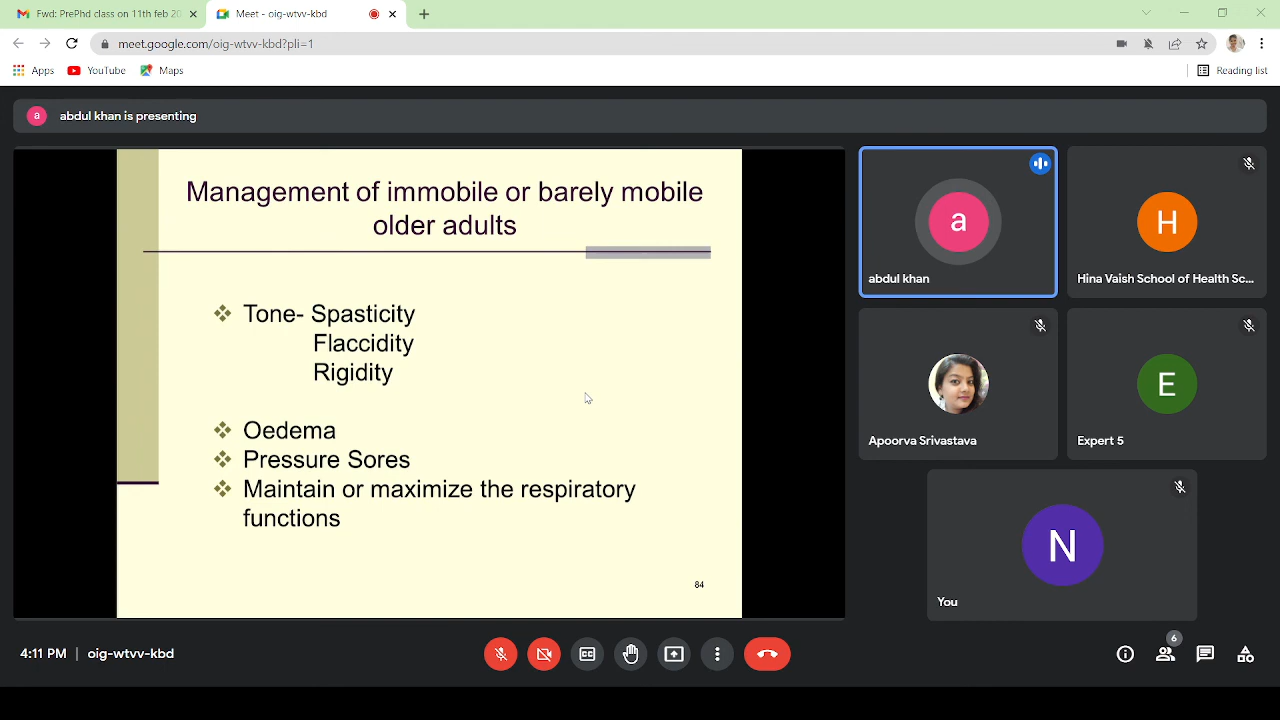 Fwd: PrePhd class on 11th feb 20
Meet - oig-wtvv-kbd
meet.google.com/oig-wtvv-kbd?pli=1
Apps
YouTube
Maps
Reading list
a
abdul khan is presenting
Management of immobile or barely mobile
older adults
❖ Tone- Spasticity
Flaccidity
Rigidity
❖ Oedema
❖ Pressure Sores
❖ Maintain or maximize the respiratory
functions
84
a
abdul khan
H
Hina Vaish School of Health Sc...
Apoorva Srivastava
E
Expert 5
N
You
4:11 PM | oig-wtvv-kbd
CC
6